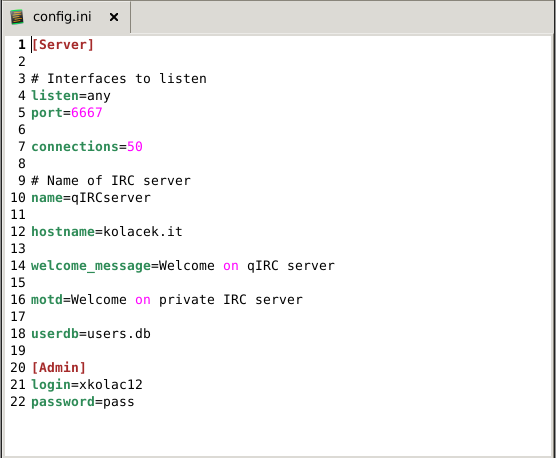 config.ini
1 [Server]
2
3 # Interfaces to listen
4 listen=any
5 port=6667
6
7 connections=50
8
9 # Name of IRC server
10 name=qIRCserver
11
12 hostname=kolacek.it
13
14 welcome_message=Welcome on qIRC server
15
16 motd=Welcome on private IRC server
17
18 userdb=users.db
19
20 [Admin]
21 login=xkolac12
22 password=pass